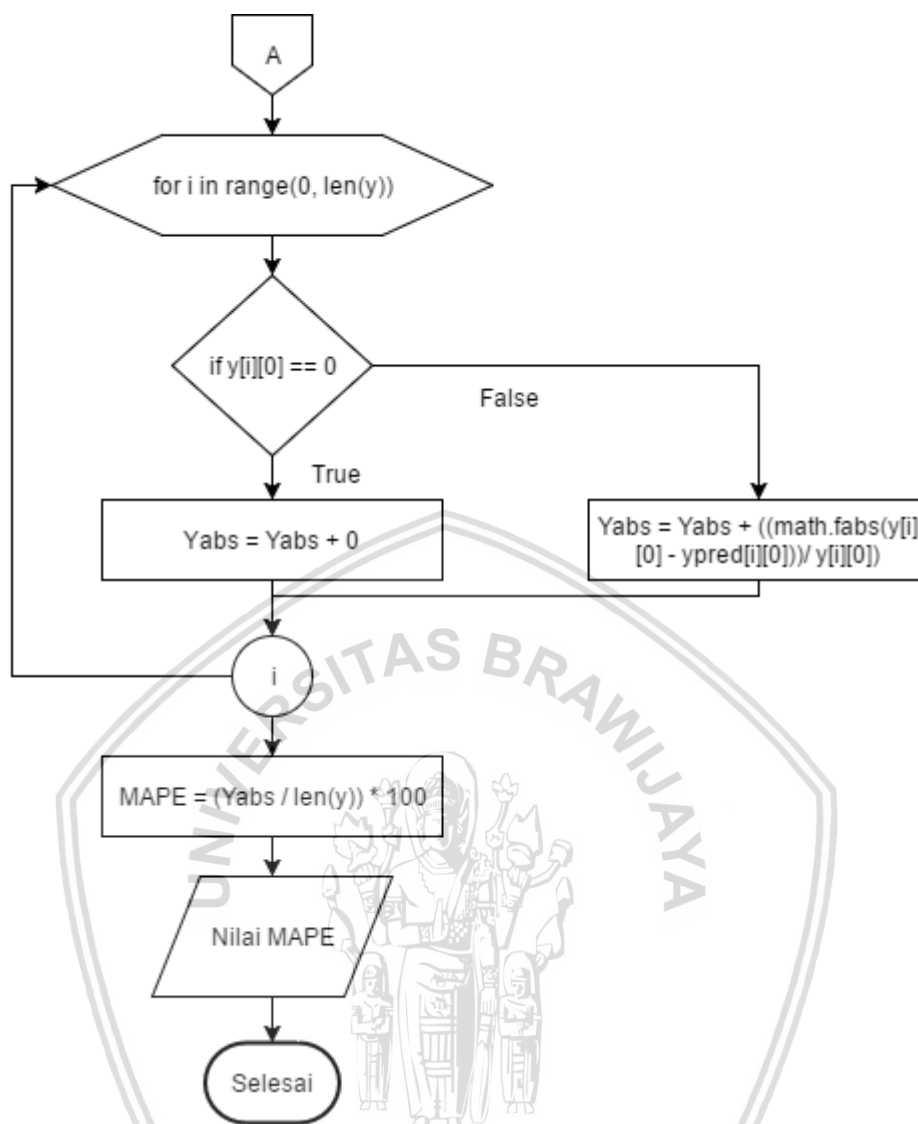 A
for i in range(0, len(y))
if y[i][0] == 0
False
True
Yabs = Yabs + 0
Yabs = Yabs + ((math.fabs(y[i]
[0] - ypred[i][0]))/ y[i][0])
i
MAPE = (Yabs / len(y)) * 100
Nilai MAPE
Selesai
UNIVERSITAS BRAWIJAYA